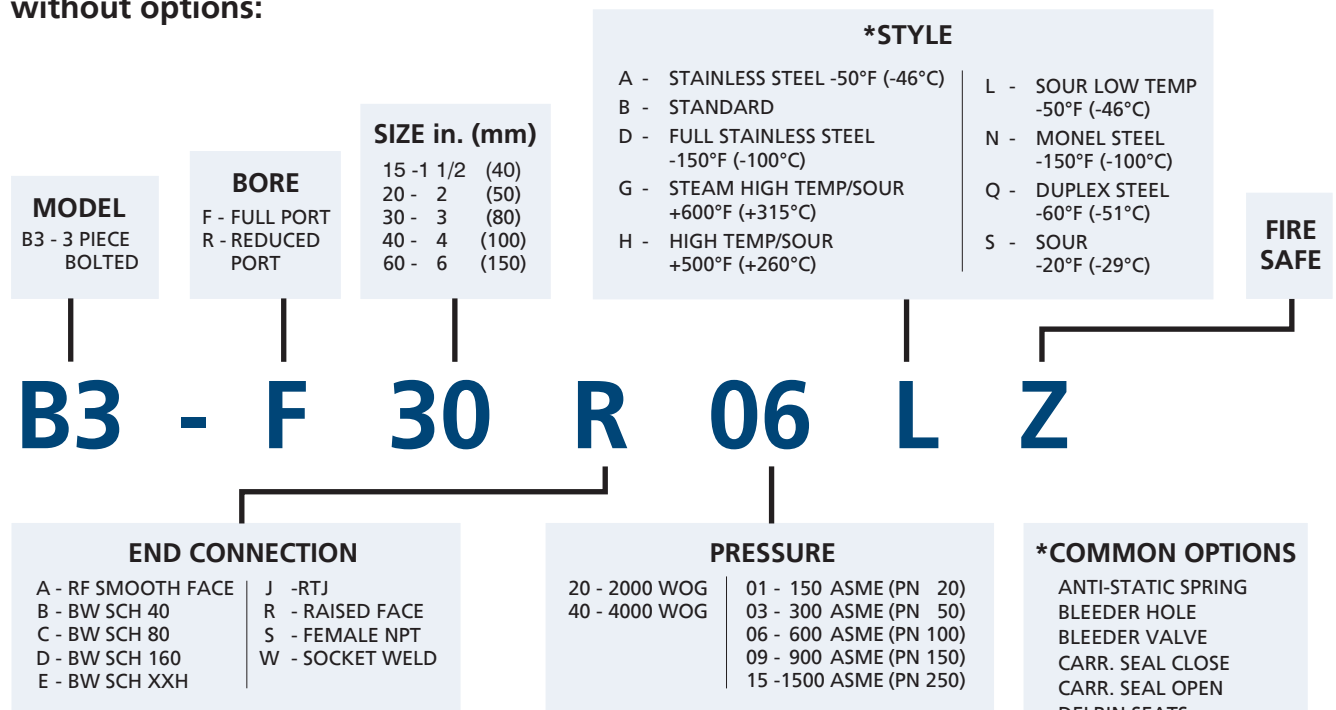 without options:
*STYLE
A - STAINLESS STEEL -50°F (-46°C)
B - STANDARD
D - FULL STAINLESS STEEL
-150°F (-100°C)
G - STEAM HIGH TEMP/SOUR
+600°F (+315°C)
H - HIGH TEMP/SOUR
+500°F (+260°C)
L - SOUR LOW TEMP
-50°F (-46°C)
N - MONEL STEEL
-150°F (-100°C)
Q - DUPLEX STEEL
-60°F (-51°C)
S - SOUR
-20°F (-29°C)
SIZE in. (mm)
15 -1 1/2 (40)
20 - 2 (50)
30 - 3 (80)
40 - 4 (100)
60 - 6 (150)
BORE
F - FULL PORT
R - REDUCED
PORT
MODEL
B3 - 3 PIECE
BOLTED
FIRE
SAFE
B3 - F 30 R 06 L Z
END CONNECTION
A - RF SMOOTH FACE
B - BW SCH 40
C - BW SCH 80
D - BW SCH 160
E - BW SCH XXH
J -RTJ
R - RAISED FACE
S - FEMALE NPT
W - SOCKET WELD
PRESSURE
20 - 2000 WOG
40 - 4000 WOG
01 - 150 ASME (PN 20)
03 - 300 ASME (PN 50)
06 - 600 ASME (PN 100)
09 - 900 ASME (PN 150)
15 -1500 ASME (PN 250)
*COMMON OPTIONS
ANTI-STATIC SPRING
BLEEDER HOLE
BLEEDER VALVE
CARR. SEAL CLOSE
CARR. SEAL OPEN
DELRIN SEATS